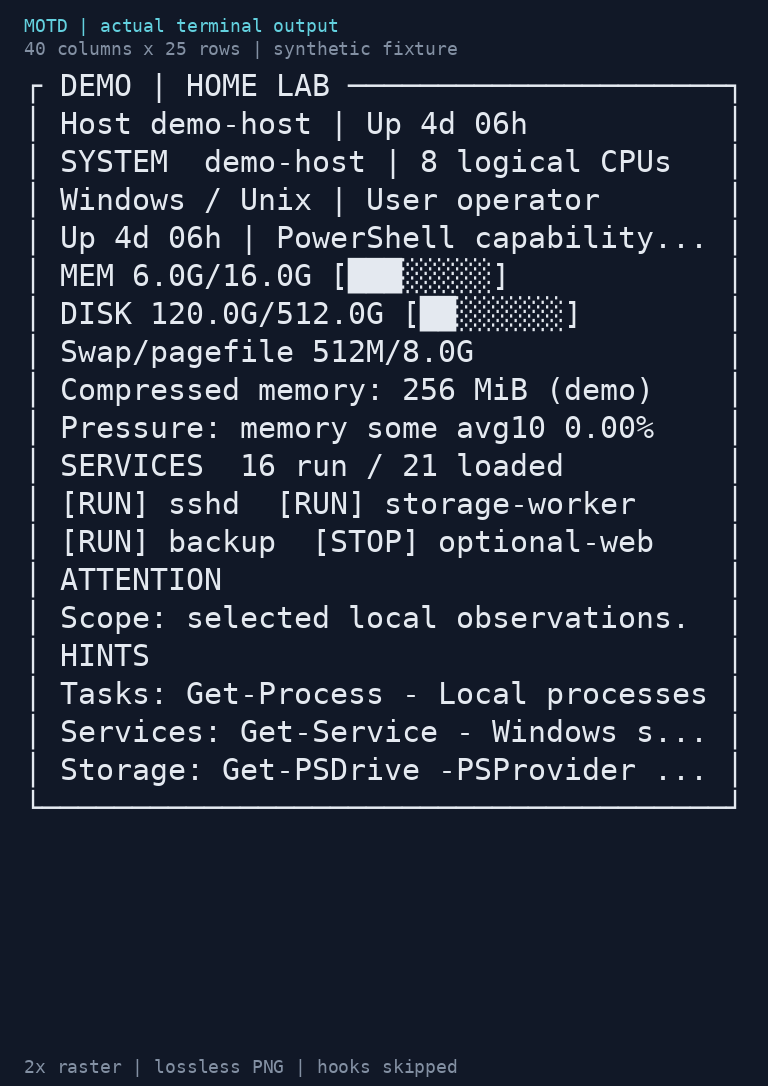 MOTD | actual terminal output
40 columns x 25 rows | synthetic fixture
DEMO | HOME LAB
Host demo-host | Up 4d 06h
SYSTEM  demo-host | 8 logical CPUs
Windows / Unix | User operator
Up 4d 06h | PowerShell capability...
MEM 6.0G/16.0G [███░░░░░]
DISK 120.0G/512.0G [██░░░░░░]
Swap/pagefile 512M/8.0G
Compressed memory: 256 MiB (demo)
Pressure: memory some avg10 0.00%
SERVICES  16 run / 21 loaded
[RUN] sshd  [RUN] storage-worker
[RUN] backup  [STOP] optional-web
ATTENTION
Scope: selected local observations.
HINTS
Tasks: Get-Process - Local processes
Services: Get-Service - Windows s...
Storage: Get-PSDrive -PSProvider ...
2x raster | lossless PNG | hooks skipped